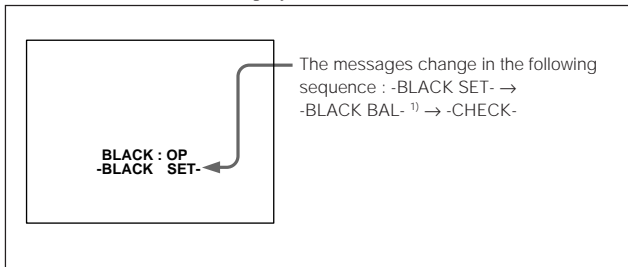 The messages change in the following
sequence : -BLACK SET- →
-BLACK BAL- 1) → -CHECK-
BLACK : OP
-BLACK SET-